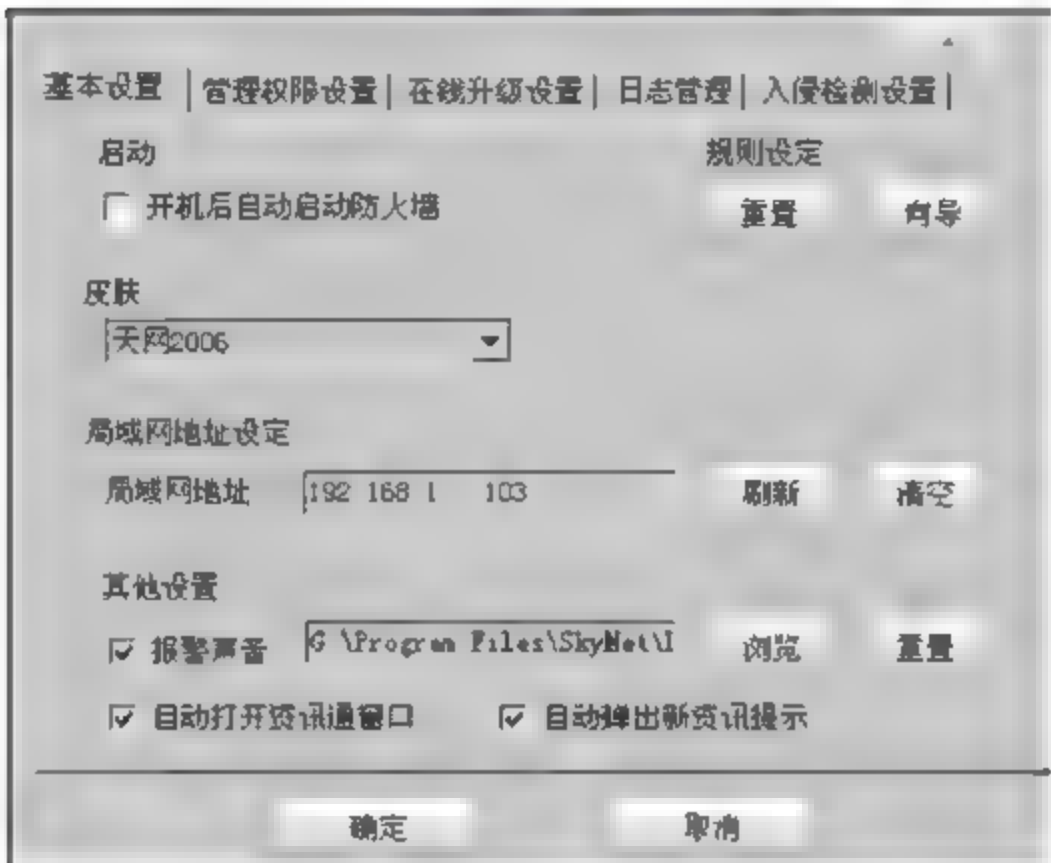 基本设置 管理权限设置 在线升级设置 日志管理 入侵检测设置
启动 规则设定
开机后自动启动防火墙 重置 向导
皮肤
天网2006
局域网地址设定
局域网地址 192 168 1 103 刷新 清空
其他设置
报警声音 G \Program Files\SkyNet\I 浏览 重置
自动打开资讯通窗口 自动弹出新资讯提示
确定 取消